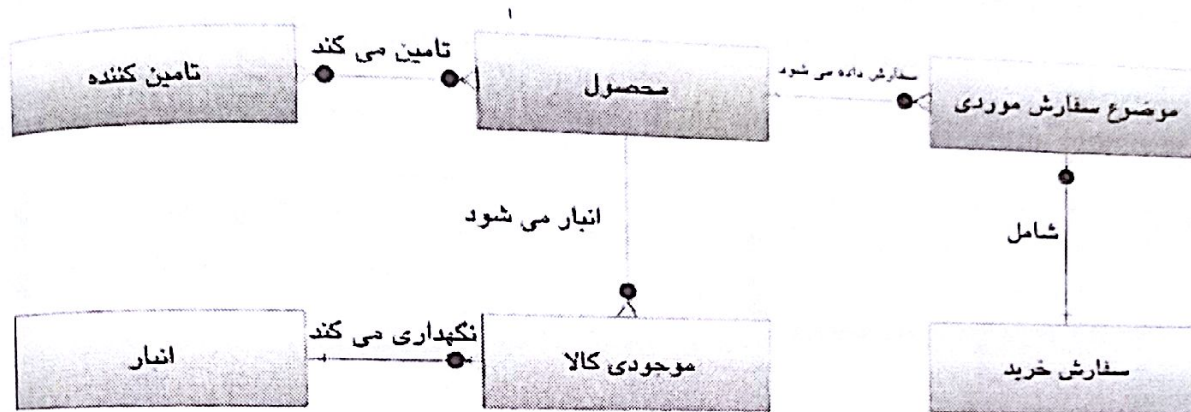 ۱
موضوع سفارش موردی
سفارش داده می شود
محصول
تامین می کند
تامین کننده
شامل
انبار می شود
سفارش خرید
موجودی کالا
نگهداری می کند
انبار